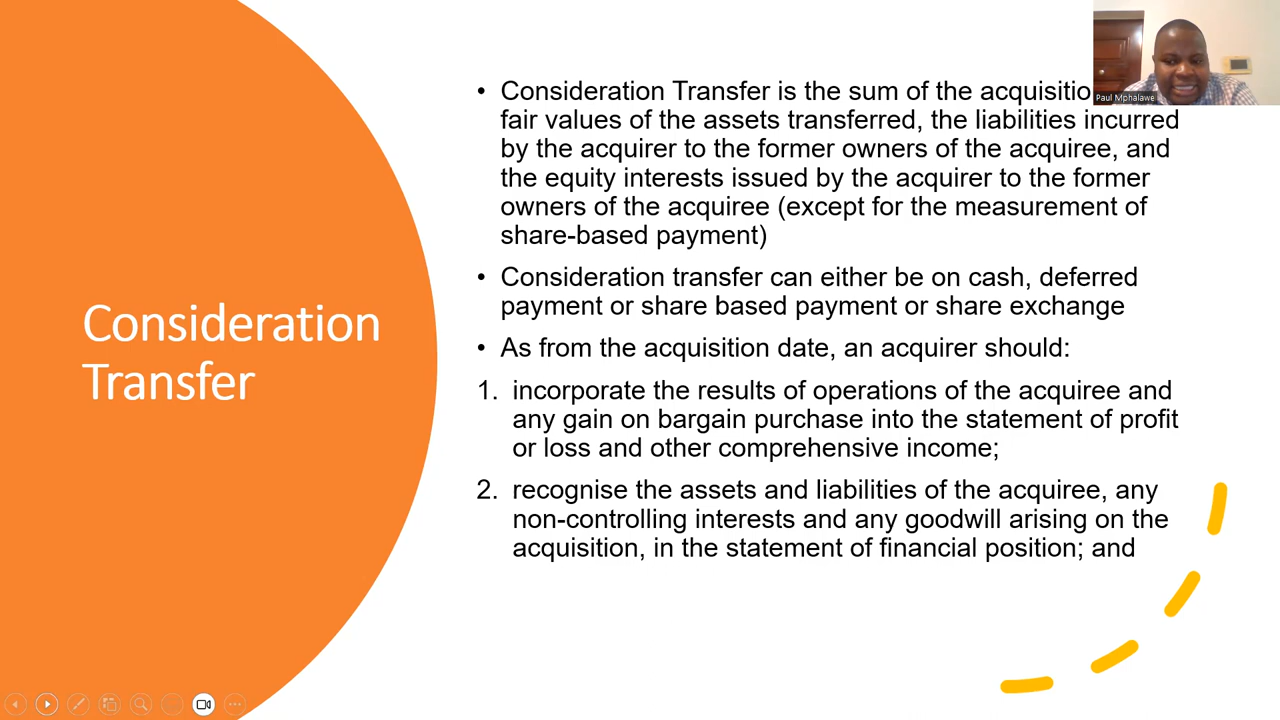 Consideration
Transfer
• Consideration Transfer is the sum of the acquisitio
fair values of the assets transferred, the liabilities incurred
by the acquirer to the former owners of the acquiree, and
the equity interests issued by the acquirer to the former
owners of the acquiree (except for the measurement of
share-based payment)
• Consideration transfer can either be on cash, deferred
payment or share based payment or share exchange
• As from the acquisition date, an acquirer should:
1. incorporate the results of operations of the acquiree and
any gain on bargain purchase into the statement of profit
or loss and other comprehensive income;
2. recognise the assets and liabilities of the acquiree, any
non-controlling interests and any goodwill arising on the
acquisition, in the statement of financial position; and
Paul Mphalawe